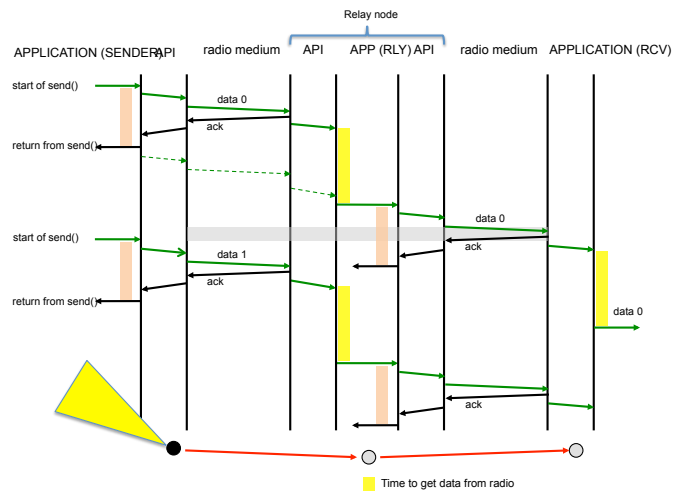 Relay node
APPLICATION (SENDER) API radio medium API APP (RLY) API radio medium APPLICATION (RCV)
start of send()
data 0
ack
return from send()
data 0
start of send()
ack
data 1
ack
return from send()
data 0
ack
Time to get data from radio